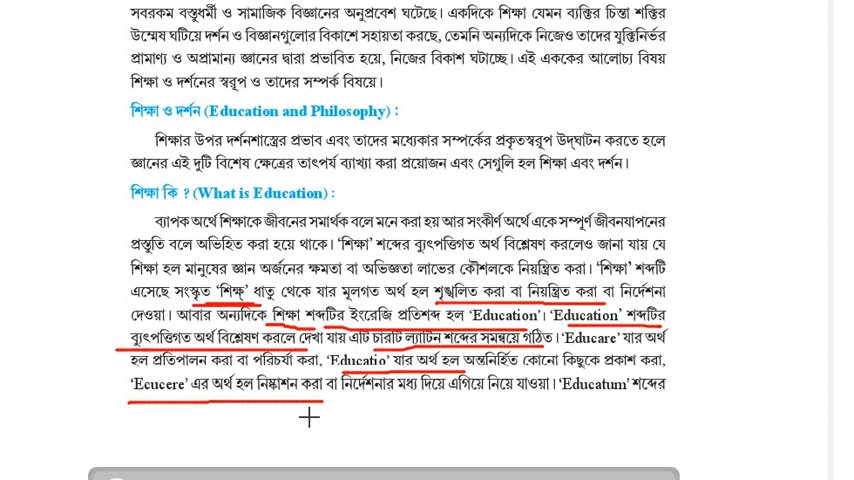 সবরকম বস্তুধর্মী ও সামাজিক বিজ্ঞানের অনুপ্রবেশ ঘটেছে। একদিকে শিক্ষা যেমন ব্যক্তির চিন্তা শক্তির
উম্মেষ ঘটিয়ে দর্শন ও বিজ্ঞানগুলোর বিকাশে সহায়তা করছে, তেমনি অন্যদিকে নিজেও তাদের যুক্তিনির্ভর
প্রামাণ্য ও অপ্রামান্য জ্ঞানের দ্বারা প্রভাবিত হয়ে, নিজের বিকাশ ঘটাচ্ছে। এই এককের আলোচ্য বিষয়
শিক্ষা ও দর্শনের স্বরূপ ও তাদের সম্পর্ক বিষয়ে।
শিক্ষা ও দর্শন (Education and Philosophy) :
শিক্ষার উপর দর্শনশাস্ত্রের প্রভাব এবং তাদের মধ্যেকার সম্পর্কের প্রকৃতস্বরূপ উদ্‌ঘাটন করতে হলে
জ্ঞানের এই দুটি বিশেষ ক্ষেত্রের তাৎপর্য ব্যাখ্যা করা প্রয়োজন এবং সেগুলি হল শিক্ষা এবং দর্শন।
শিক্ষা কি ? (What is Education) :
ব্যাপক অর্থে শিক্ষাকে জীবনের সমার্থক বলে মনে করা হয় আর সংকীর্ণ অর্থে একে সম্পূর্ণ জীবনযাপনের
প্রস্তুতি বলে অভিহিত করা হয়ে থাকে। ‘শিক্ষা’ শব্দের ব্যুৎপত্তিগত অর্থ বিশ্লেষণ করলেও জানা যায় যে
শিক্ষা হল মানুষের জ্ঞান অর্জনের ক্ষমতা বা অভিজ্ঞতা লাভের কৌশলকে নিয়ন্ত্রিত করা। ‘শিক্ষা’ শব্দটি
এসেছে সংস্কৃত ‘শিক্ষ্’ ধাতু থেকে যার মূলগত অর্থ হল শৃঙ্খলিত করা বা নিয়ন্ত্রিত করা বা নির্দেশনা
দেওয়া। আবার অন্যদিকে শিক্ষা শব্দটির ইংরেজি প্রতিশব্দ হল ‘Education’। ‘Education’ শব্দটির
ব্যুৎপত্তিগত অর্থ বিশ্লেষণ করলে দেখা যায় এটি চারটি ল্যাটিন শব্দের সমন্বয়ে গঠিত। ‘Educare’ যার অর্থ
হল প্রতিপালন করা বা পরিচর্যা করা, ‘Educatio’ যার অর্থ হল অন্তর্নিহিত কোনো কিছুকে প্রকাশ করা,
‘Ecucere’ এর অর্থ হল নিষ্কাশন করা বা নির্দেশনার মধ্য দিয়ে এগিয়ে নিয়ে যাওয়া। ‘Educatum’ শব্দের